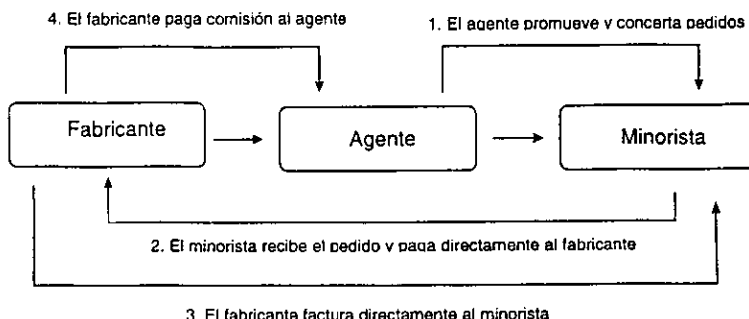 4. El fabricante paga comisión al agente
1. El agente promueve y concerta pedidos
Fabricante
Agente
Minorista
2. El minorista recibe el pedido y paga directamente al fabricante
3. El fabricante factura directamente al minorista